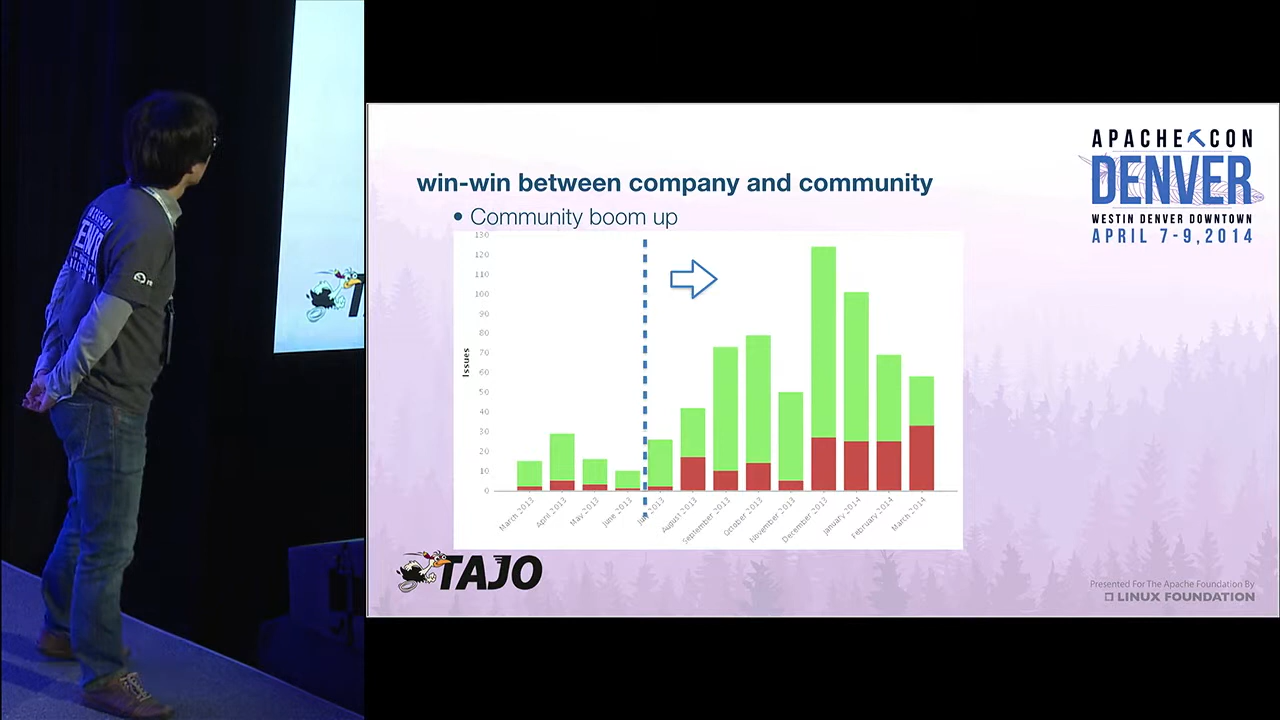 APACHE CON
DENVER
WESTIN DENVER DOWNTOWN
APRIL 7-9,2014
win-win between company and community
• Community boom up
130
120
110
100
90
80
70
60
50
40
30
20
10
0
Issues
March 2013
April 2013
May 2013
June 2013
July 2013
August 2013
September 2013
October 2013
November 2013
December 2013
January 2014
February 2014
March 2014
TAJO
Presented For The Apache Foundation By
LINUX FOUNDATION